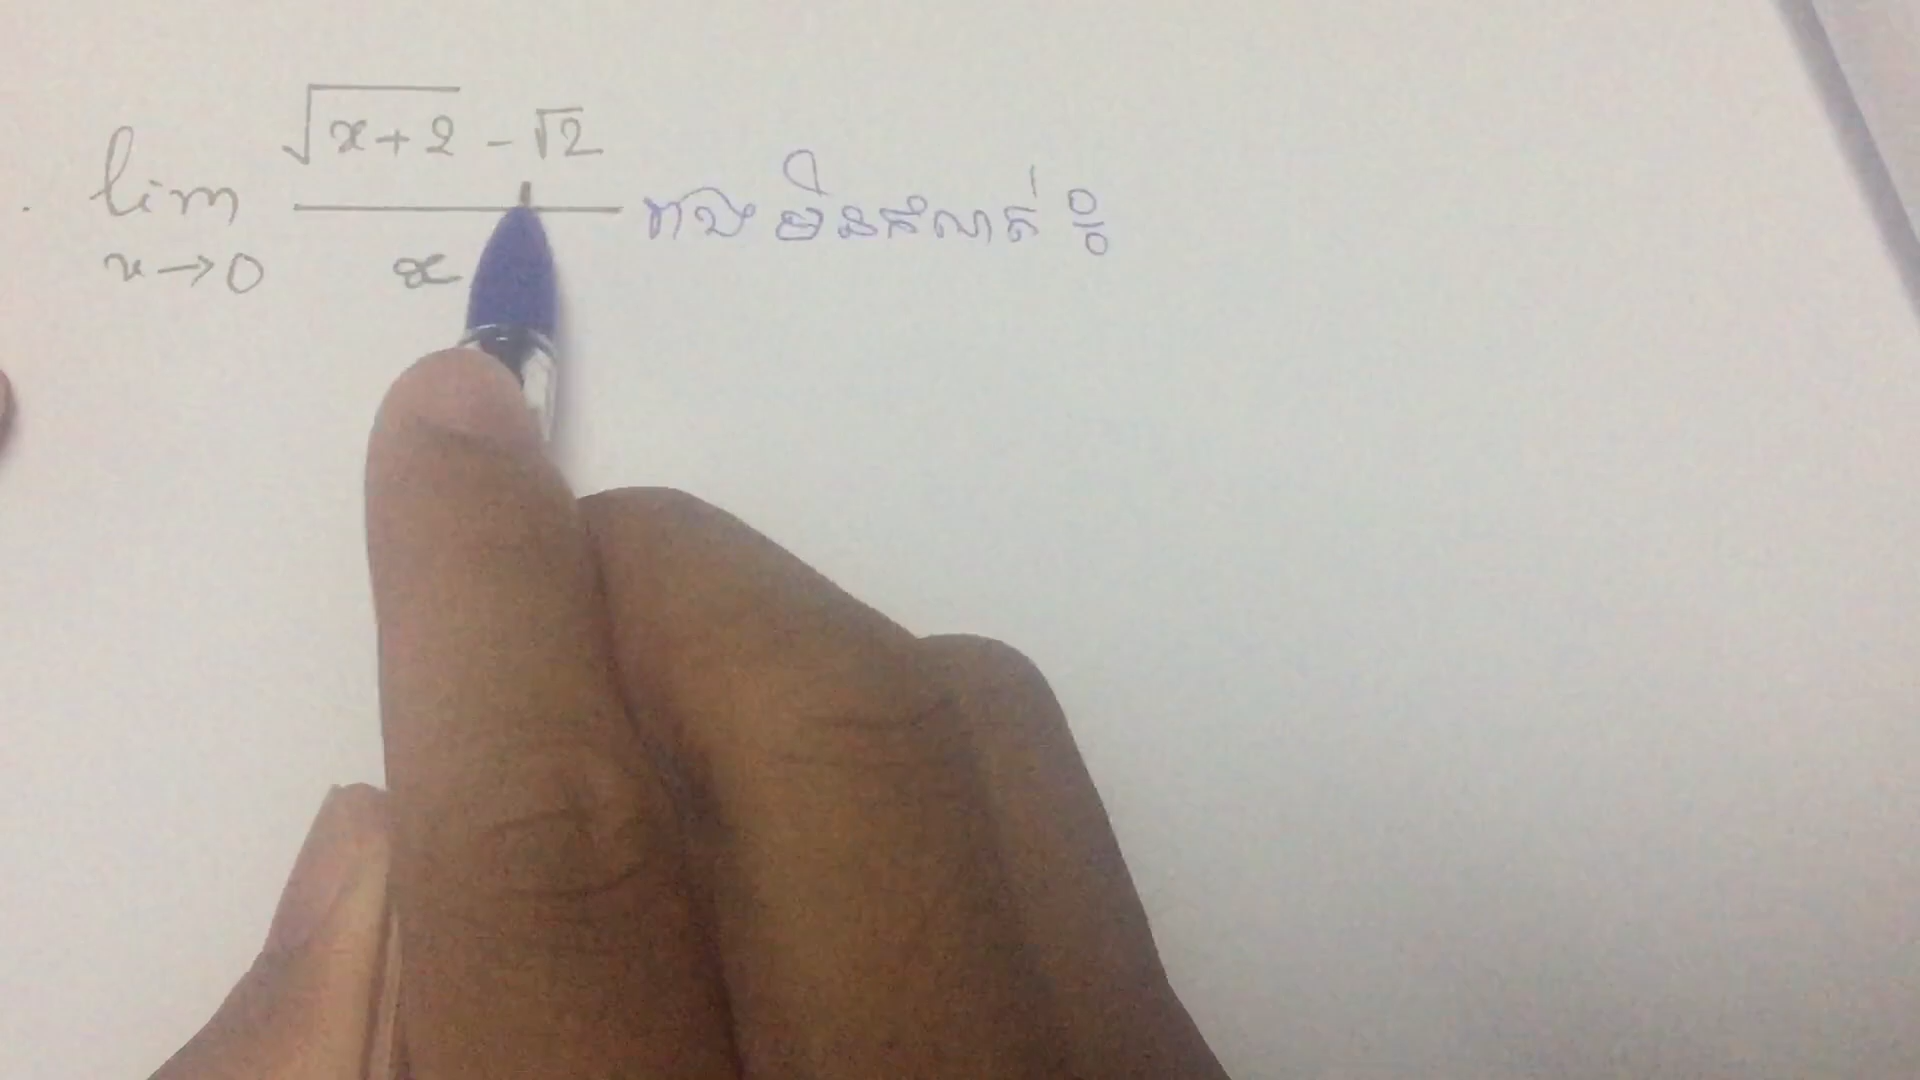 lim x→0 (√(x+2) - √2)/x រាង មិនកំណត់ 0/0